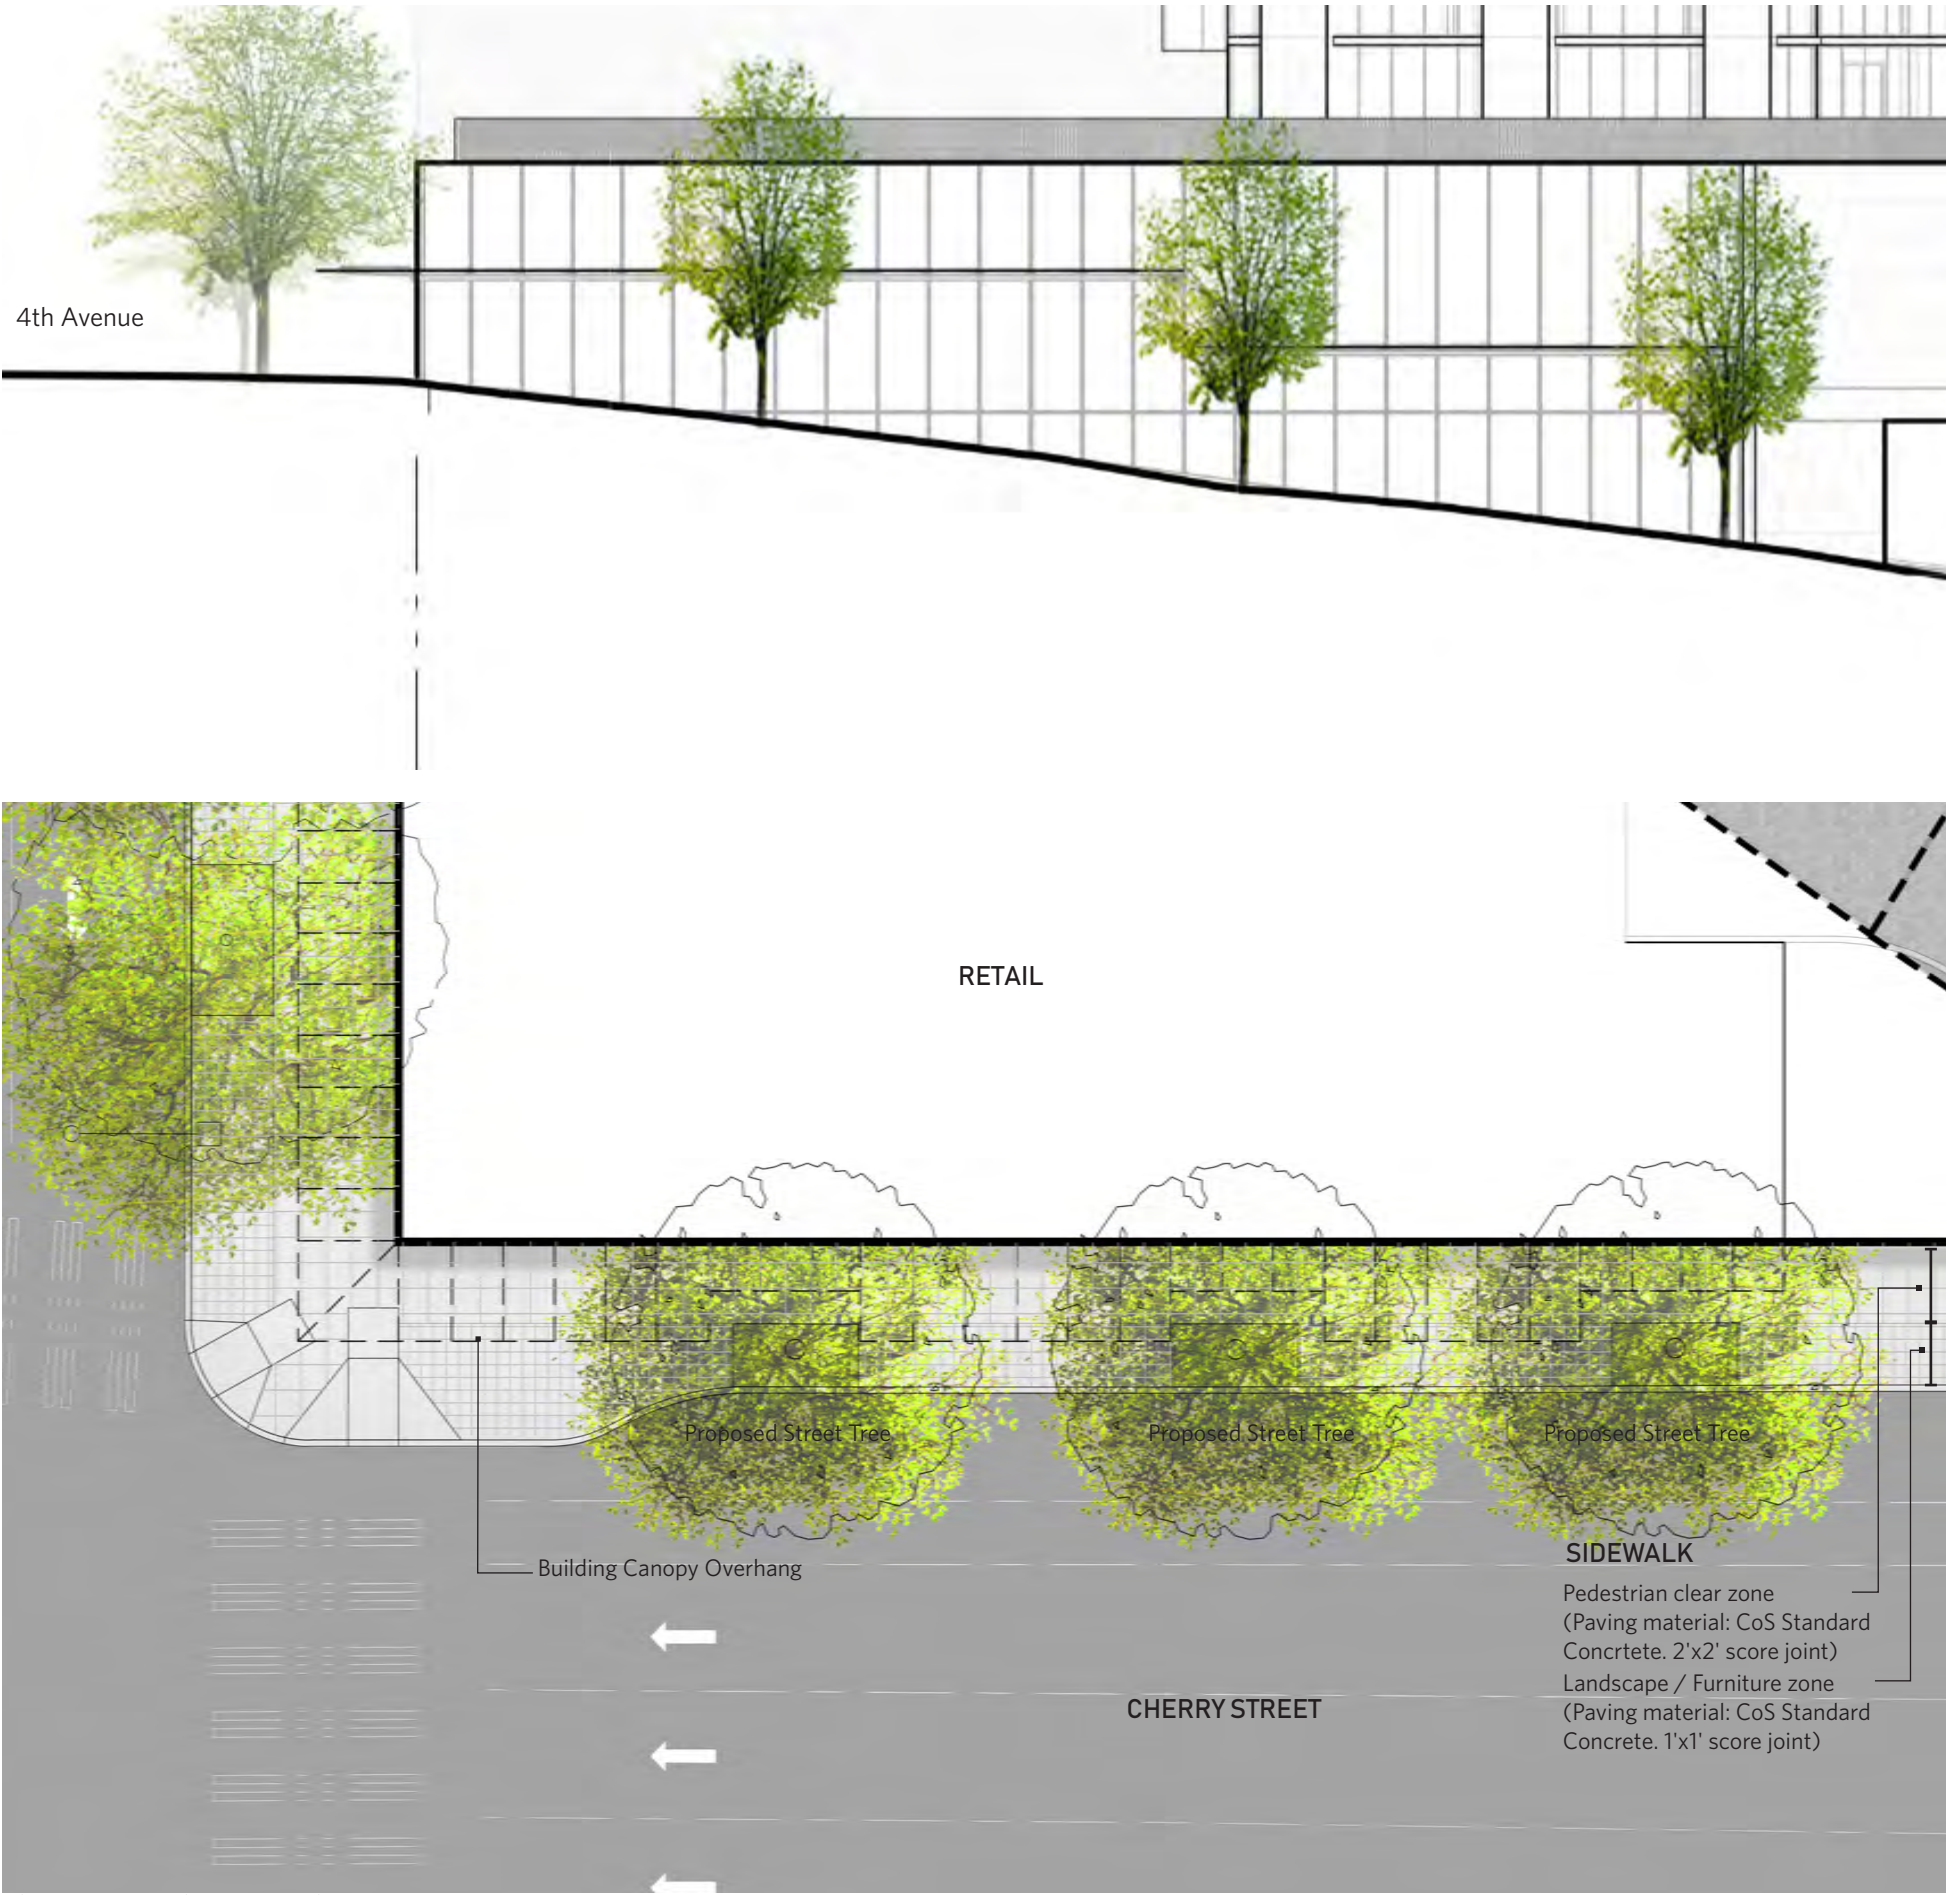 4th Avenue
RETAIL
Proposed Street Tree
Proposed Street Tree
Proposed Street Tree
Building Canopy Overhang
SIDEWALK
Pedestrian clear zone
(Paving material: CoS Standard
Concrtete. 2'x2' score joint)
Landscape / Furniture zone
(Paving material: CoS Standard
Concrete. 1'x1' score joint)
CHERRY STREET